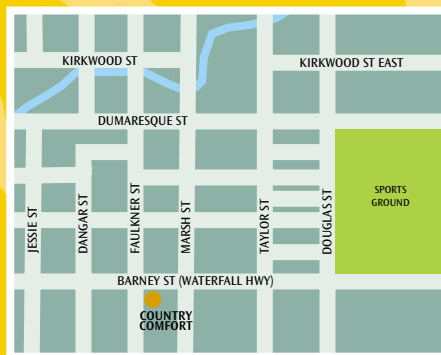 KIRKWOOD ST
KIRKWOOD ST EAST
DUMARESQUE ST
SPORTS
GROUND
JESSIE ST
DANGAR ST
FAULKNER ST
MARSH ST
TAYLOR ST
DOUGLAS ST
BARNEY ST (WATERFALL HWY)
COUNTRY
COMFORT